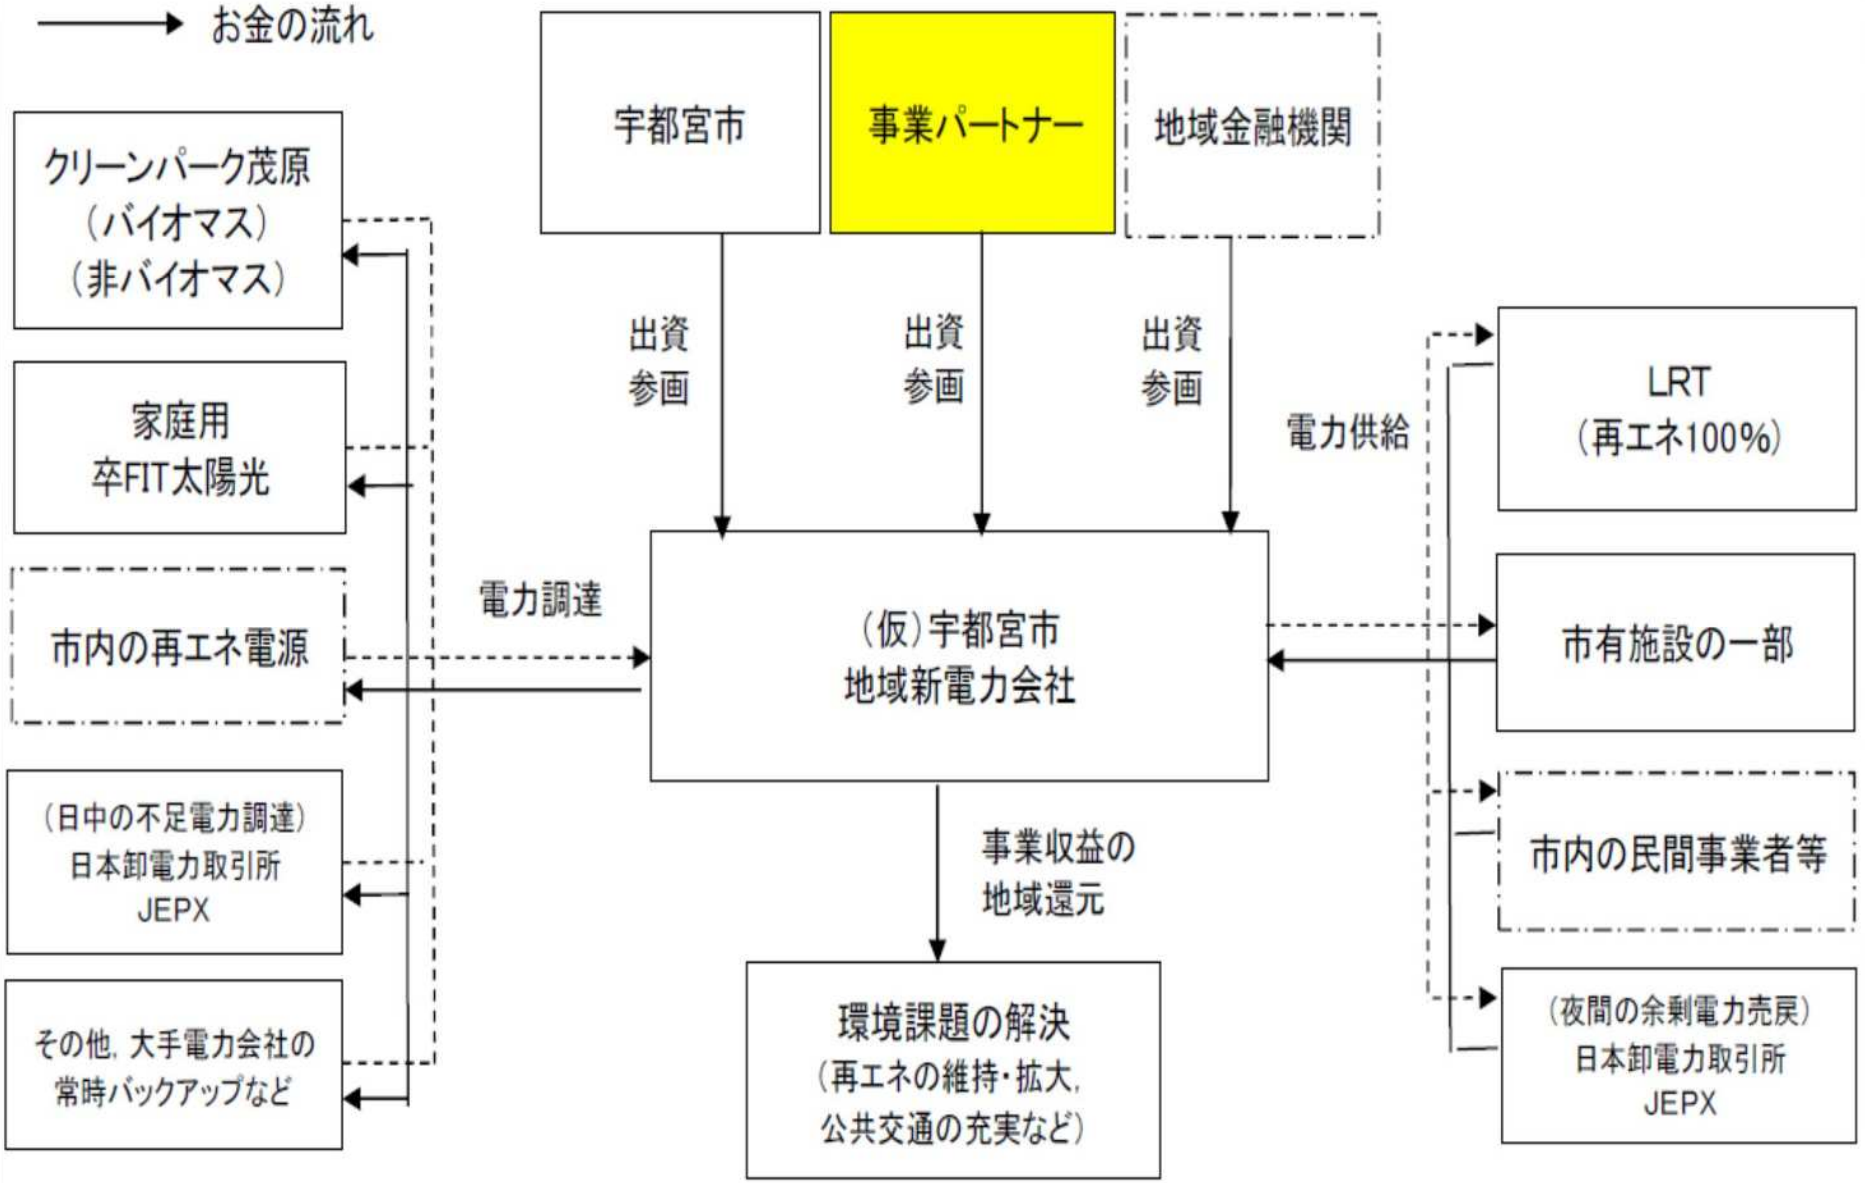 お金の流れ
宇都宮市
事業パートナー
地域金融機関
クリーンパーク茂原
（バイオマス）
（非バイオマス）
家庭用
卒FIT太陽光
市内の再エネ電源
（日中の不足電力調達）
日本卸電力取引所
JEPX
その他，大手電力会社の
常時バックアップなど
出資
参画
出資
参画
出資
参画
電力調達
電力供給
（仮）宇都宮市
地域新電力会社
事業収益の
地域還元
環境課題の解決
（再エネの維持・拡大，
公共交通の充実など）
LRT
（再エネ100％）
市有施設の一部
市内の民間事業者等
（夜間の余剰電力売戻）
日本卸電力取引所
JEPX